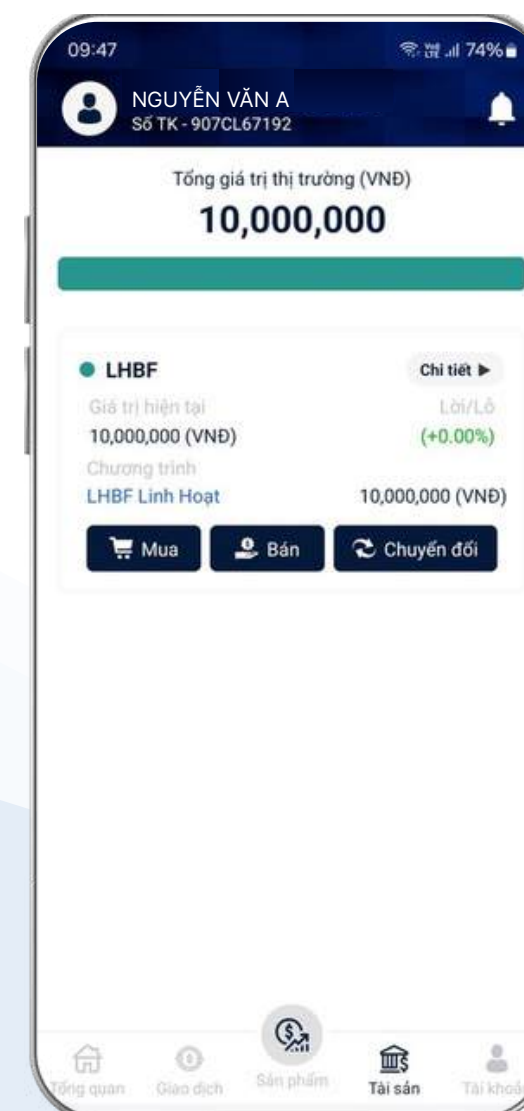 09:47 74%
NGUYỄN VĂN A
Số TK - 907CL67192
Tổng giá trị thị trường (VNĐ)
10,000,000
LHBF Chi tiết ▶
Giá trị hiện tại Lời/Lỗ
10,000,000 (VNĐ) (+0.00%)
Chương trình
LHBF Linh Hoạt 10,000,000 (VNĐ)
Mua Bán Chuyển đổi
Tổng quan Giao dịch Sản phẩm Tài sản Tài khoản